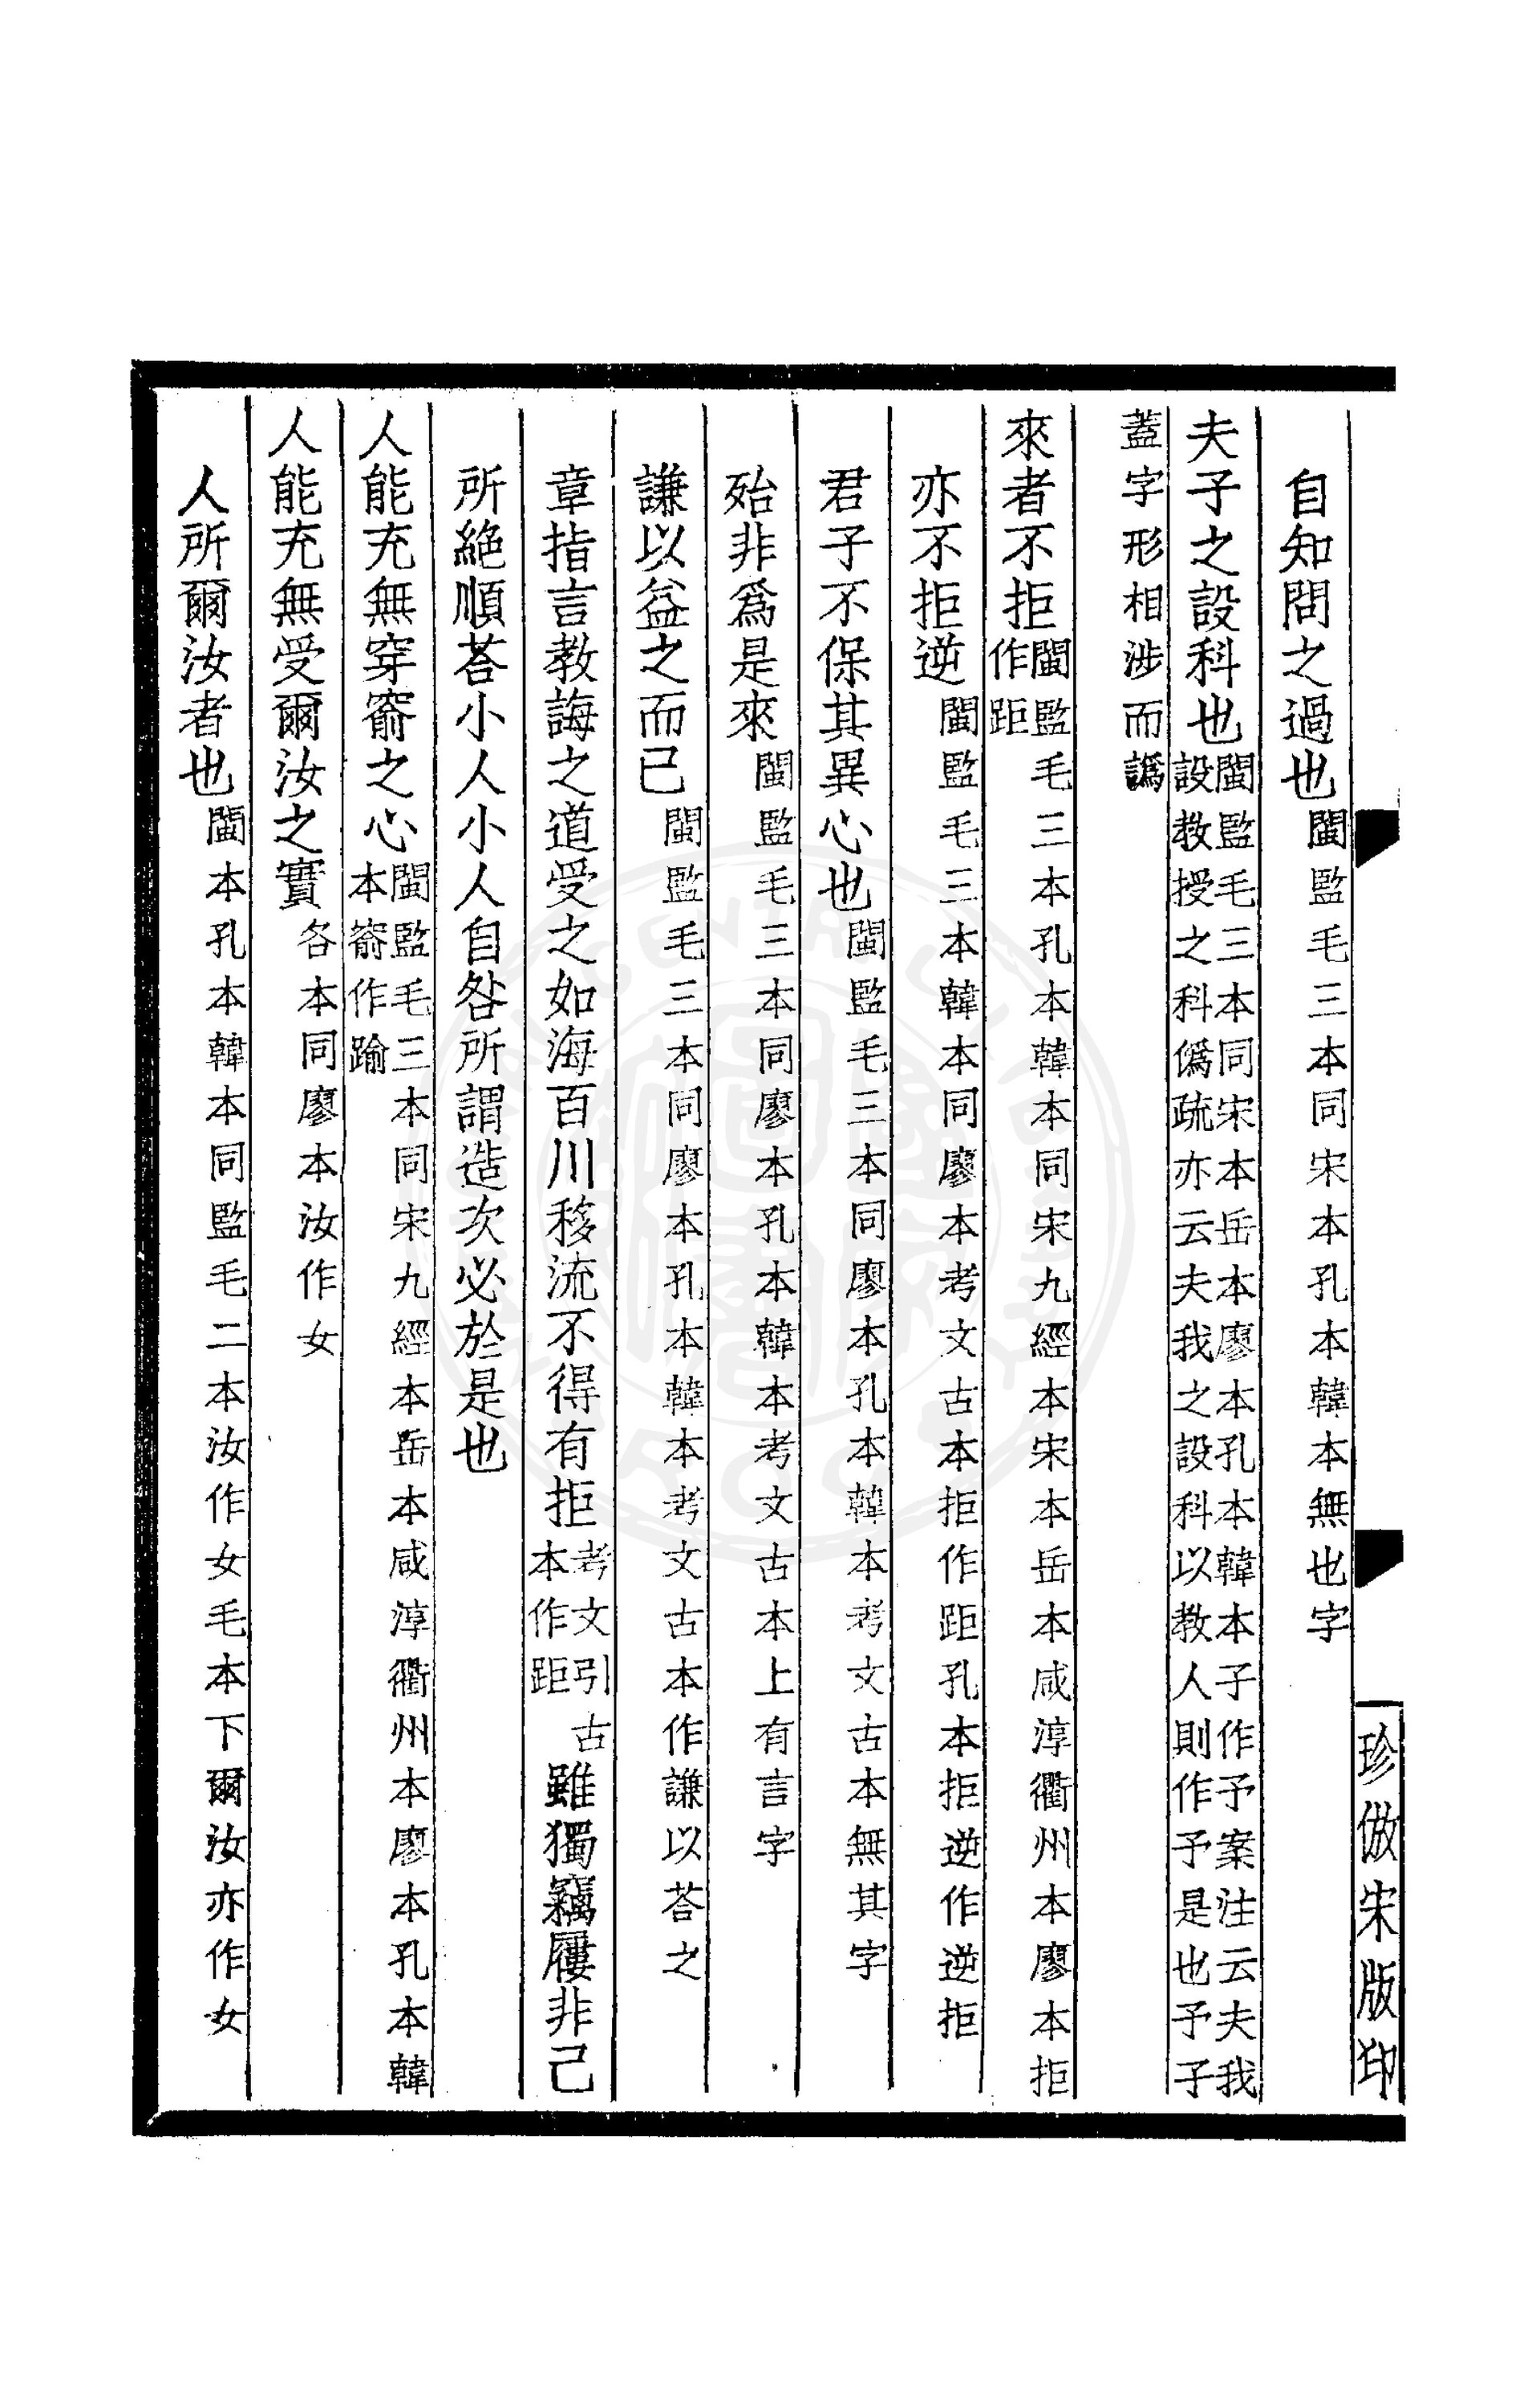 自知問之過也閩監毛三本同宋本孔本韓本無也字
夫子之設科也閩監毛三本同宋本岳本廖本孔本韓本子作予案注云夫我
設教授之科僞疏亦云夫我之設科以教人則作予是也予子
蓋字形相涉而譌
來者不拒閩監毛三本孔本韓本同宋九經本宋本岳本咸淳衢州本廖本拒
作距
亦不拒逆閩監毛三本韓本同廖本考文古本拒作距孔本拒逆作逆拒
君子不保其異心也閩監毛三本同廖本孔本韓本考文古本無其字
殆非爲是來閩監毛三本同廖本孔本韓本考文古本上有言字
謙以益之而已閩監毛三本同廖本孔本韓本考文古本作謙以荅之
章指言教誨之道受之如海百川移流不得有拒考文引古
本作距雖獨竊屨非己
所絕順荅小人小人自咎所謂造次必於是也
人能充無穿窬之心閩監毛三本同宋九經本岳本咸淳衢州本廖本孔本韓
本窬作踰
人能充無受爾汝之實各本同廖本汝作女
人所爾汝者也閩本孔本韓本同監毛二本汝作女毛本下爾汝亦作女
珍倣宋版印